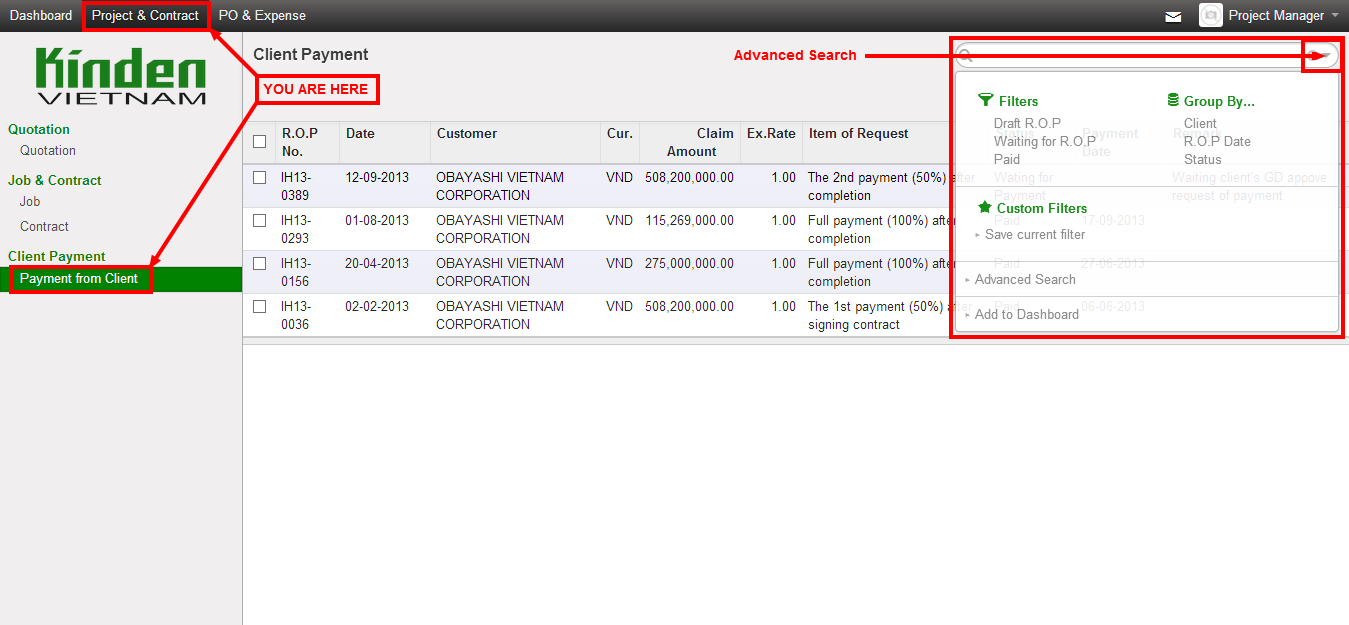 Dashboard Project & Contract PO & Expense Project Manager
Kinden
VIETNAM
Client Payment
Advanced Search
YOU ARE HERE
Quotation
Quotation
Job & Contract
Job
Contract
Client Payment
Payment from Client
R.O.P No. Date Customer Cur. Claim Amount Ex.Rate Item of Request Status Payment Date Remark
IH13-0389 12-09-2013 OBAYASHI VIETNAM CORPORATION VND 508,200,000.00 1.00 The 2nd payment (50%) after completion Wating for Payment Waiting client's GD appove request of payment
IH13-0293 01-08-2013 OBAYASHI VIETNAM CORPORATION VND 115,269,000.00 1.00 Full payment (100%) after completion Paid 17-09-2013
IH13-0156 20-04-2013 OBAYASHI VIETNAM CORPORATION VND 275,000,000.00 1.00 Full payment (100%) after completion Paid 27-06-2013
IH13-0036 02-02-2013 OBAYASHI VIETNAM CORPORATION VND 508,200,000.00 1.00 The 1st payment (50%) after signing contract Paid 06-06-2013
Filters
Draft R.O.P
Waiting for R.O.P
Paid
Group By...
Client
R.O.P Date
Status
Custom Filters
Save current filter
Advanced Search
Add to Dashboard